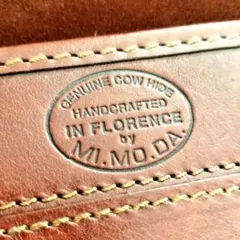 GENUINE COW HIDE
HANDCRAFTED
IN FLORENCE
by
MI.MO.DA.